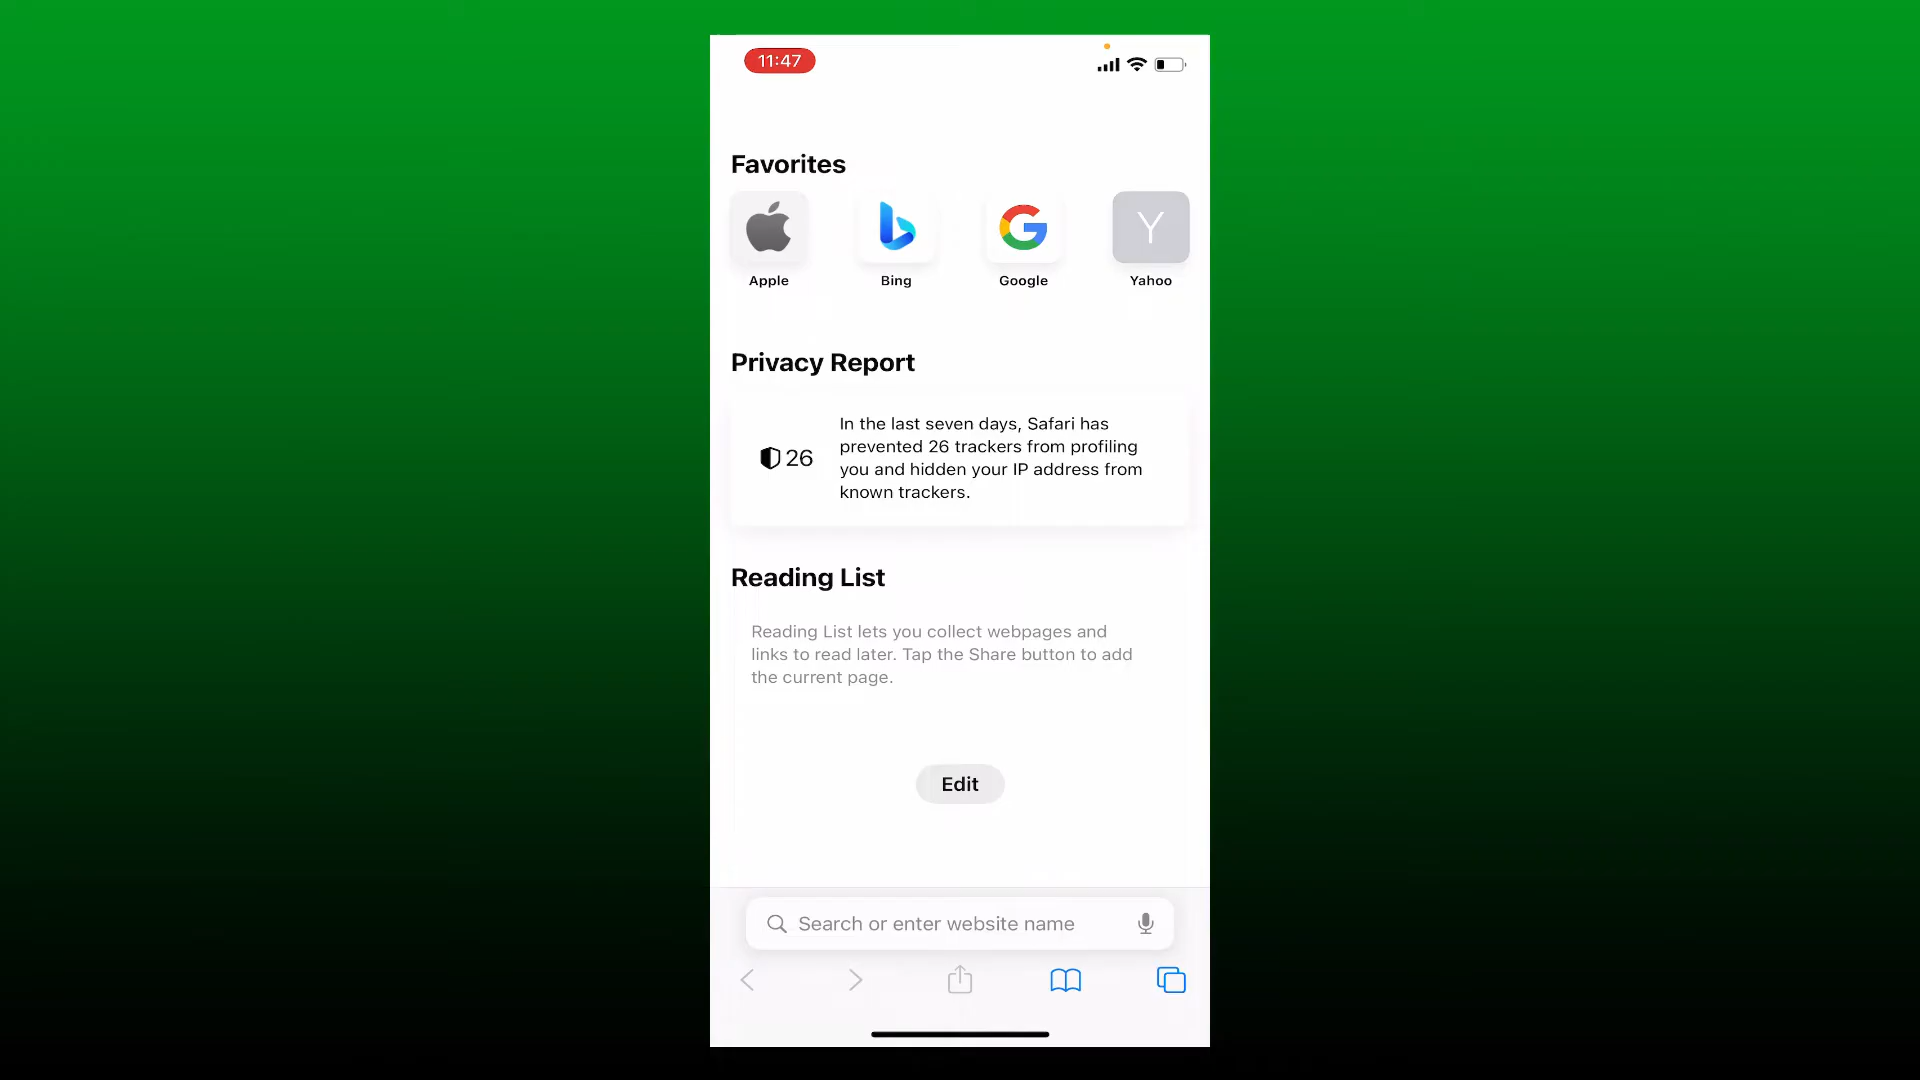 11:47
Favorites
Y
Apple
Bing
Google
Yahoo
Privacy Report
26
In the last seven days, Safari has
prevented 26 trackers from profiling
you and hidden your IP address from
known trackers.
Reading List
Reading List lets you collect webpages and
links to read later. Tap the Share button to add
the current page.
Edit
Search or enter website name